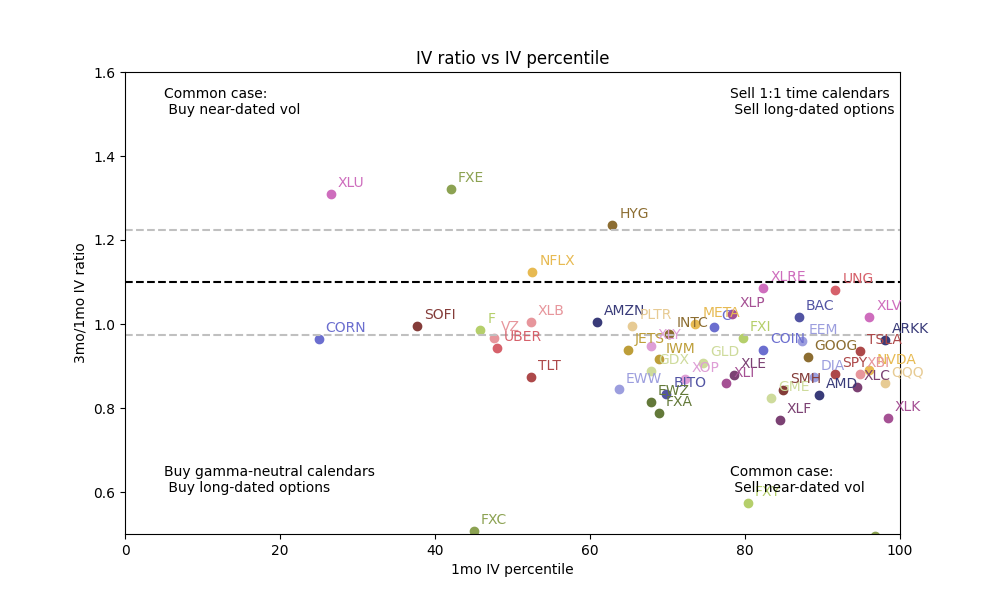 IV ratio vs IV percentile
1.6
Common case:
Buy near-dated vol
Sell 1:1 time calendars
Sell long-dated options
1.4
XLU
FXE
HYG
1.2
NFLX
XLRE
UNG
3mo/1mo IV ratio
XLP
BAC
XLV
XLB
AMZN
PLTR
META
SOFI
F
INTC
C
1.0
CORN
VZ
UBER
FXI
EEM
ARKK
JETS
IWM
GLD
COIN
GOOG
TSLA
GDX
XOP
XLE
XLI
TLT
DIA
SPY
XBI
NVDA
EWW
BITO
SMH
AMD
XLC
QQQ
EWZ
FXA
GME
0.8
XLF
XLK
Buy gamma-neutral calendars
Buy long-dated options
Common case:
Sell near-dated vol
FXY
0.6
FXC
0
20
40
60
80
100
1mo IV percentile